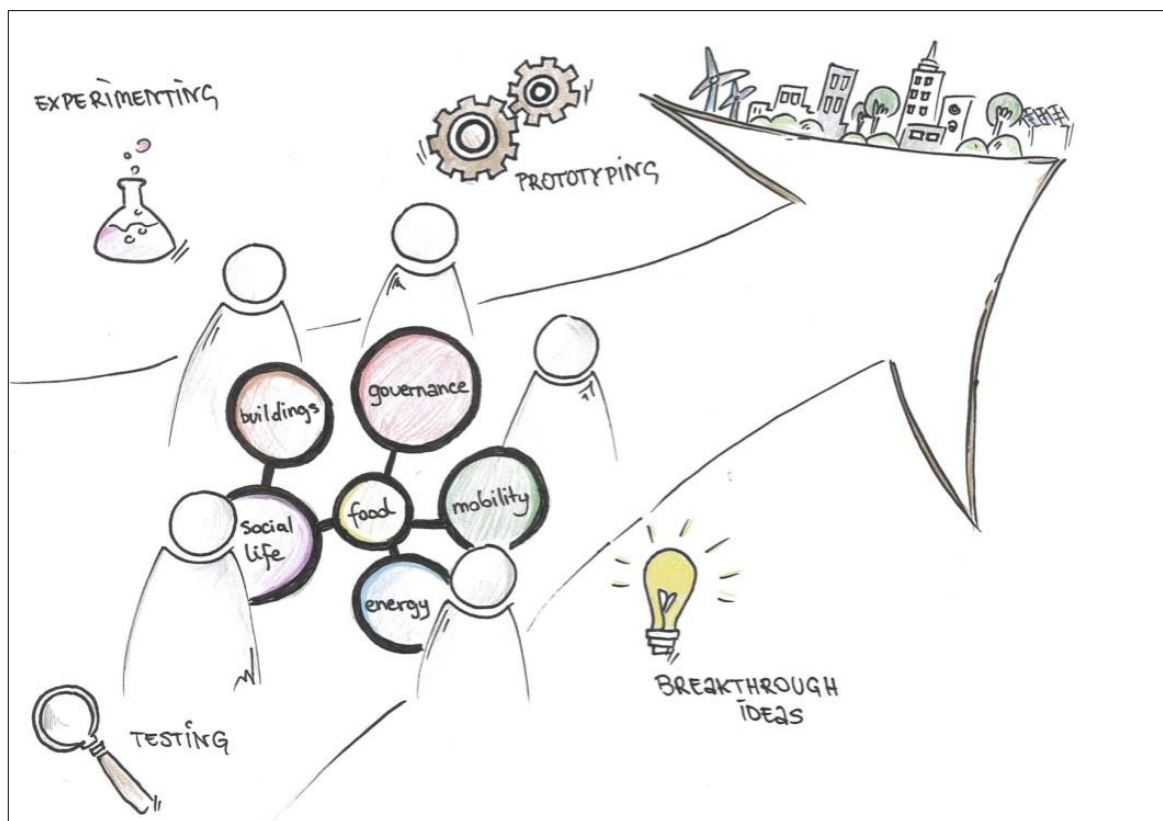 EXPERIMENTING
PROTOTYPING
governance
buildings
food
mobility
social
life
energy
BREAKTHROUGH
IDEAS
TESTING